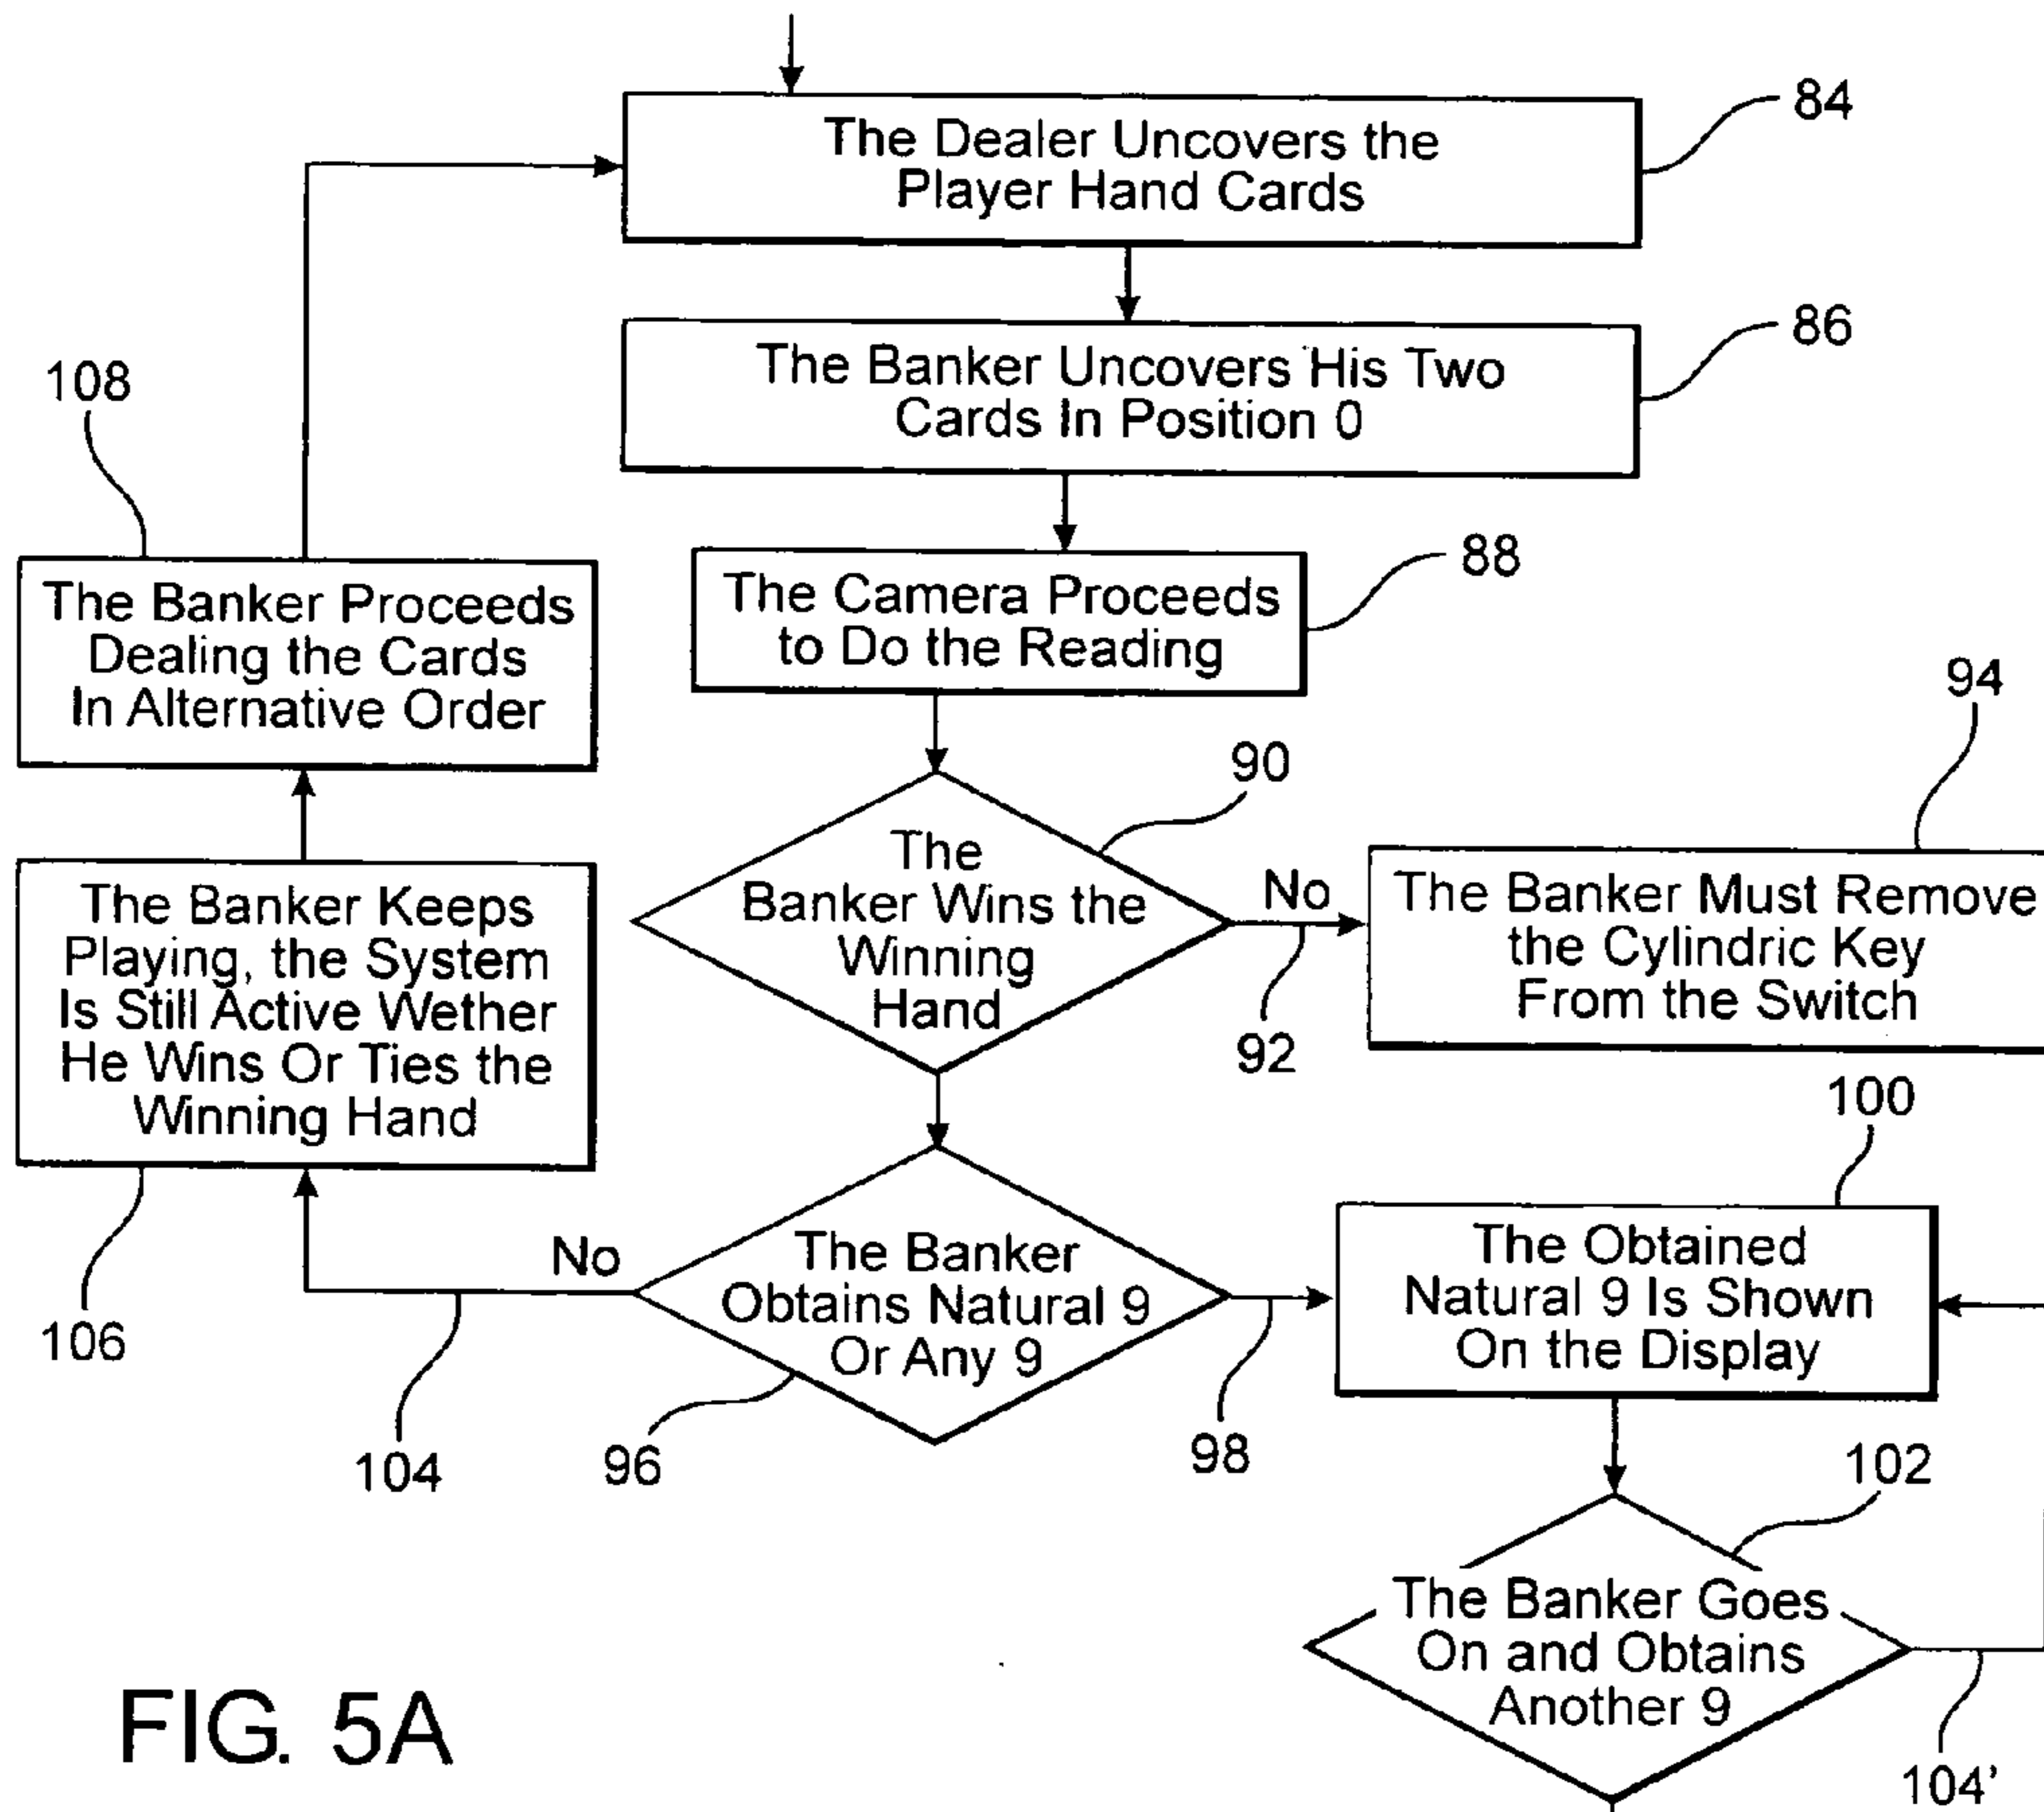 84
The Dealer Uncovers the
Player Hand Cards
86
The Banker Uncovers His Two
Cards In Position 0
108
88
The Camera Proceeds
to Do the Reading
The Banker Proceeds
Dealing the Cards
In Alternative Order
94
90
The
Banker Wins the
Winning
Hand
No
92
The Banker Must Remove
the Cylindric Key
From the Switch
The Banker Keeps
Playing, the System
Is Still Active Wether
He Wins Or Ties the
Winning Hand
106
100
No
104
The Banker
Obtains Natural 9
Or Any 9
96
98
The Obtained
Natural 9 Is Shown
On the Display
102
The Banker Goes
On and Obtains
Another 9
104'
FIG. 5A